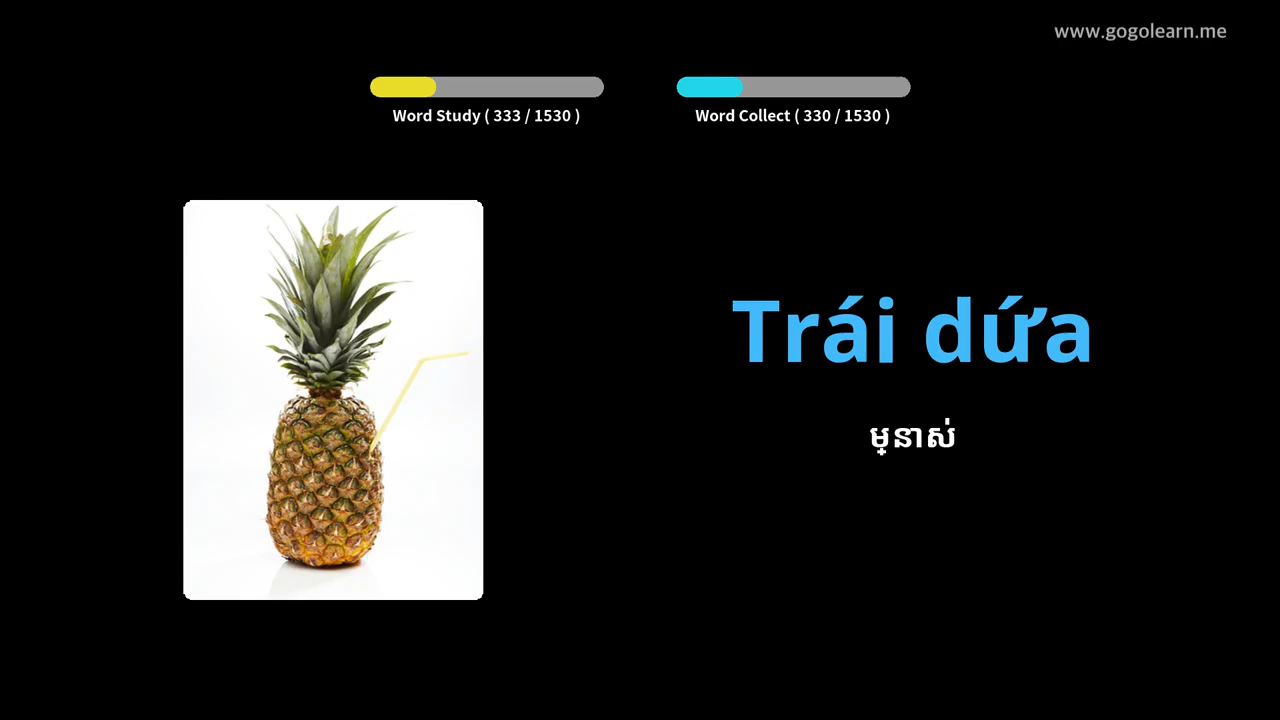 www.gogolearn.me
Word Study ( 333 / 1530 )
Word Collect ( 330 / 1530 )
Trái dứa
ម្នាស់